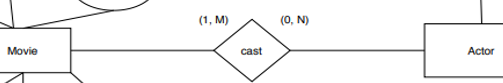 (1, M) (0, N)
Movie cast Actor